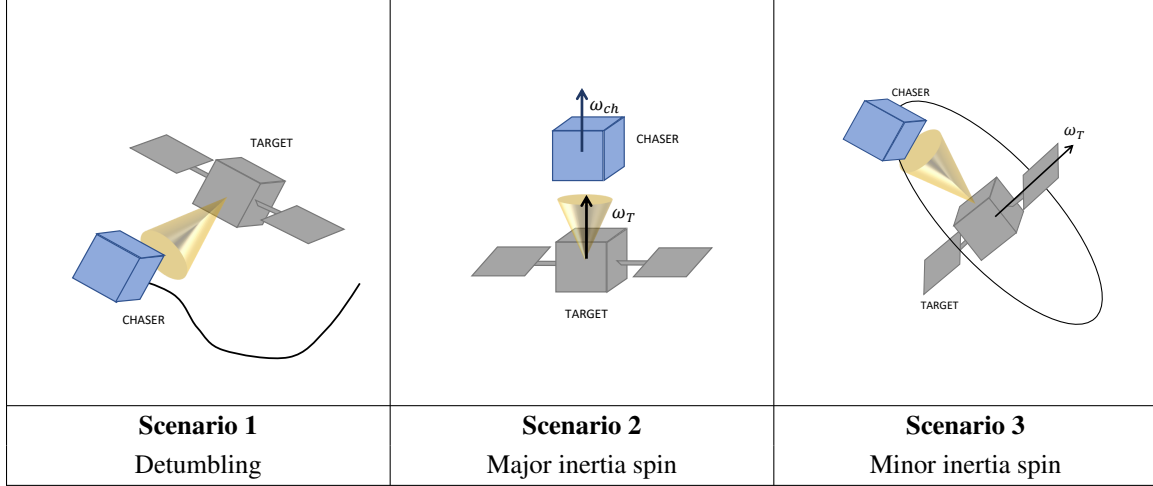 TARGET
CHASER
Scenario 1
Detumbling
ω_ch
CHASER
ω_T
TARGET
Scenario 2
Major inertia spin
CHASER
ω_T
TARGET
Scenario 3
Minor inertia spin